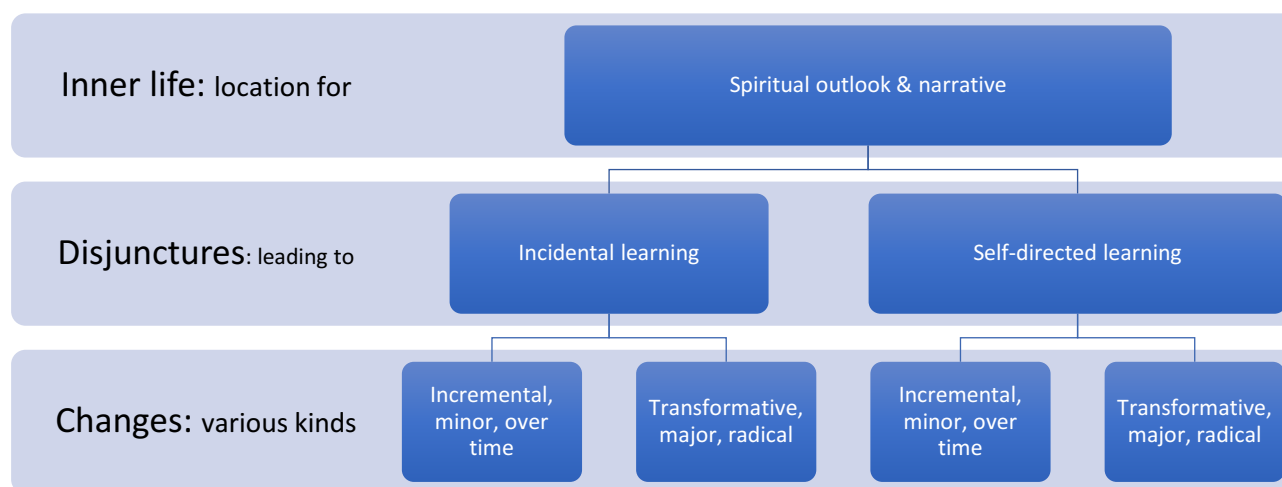 Inner life: location for
Spiritual outlook & narrative
Disjunctures: leading to
Incidental learning
Self-directed learning
Changes: various kinds
Incremental,
minor, over
time
Transformative,
major, radical
Incremental,
minor, over
time
Transformative,
major, radical